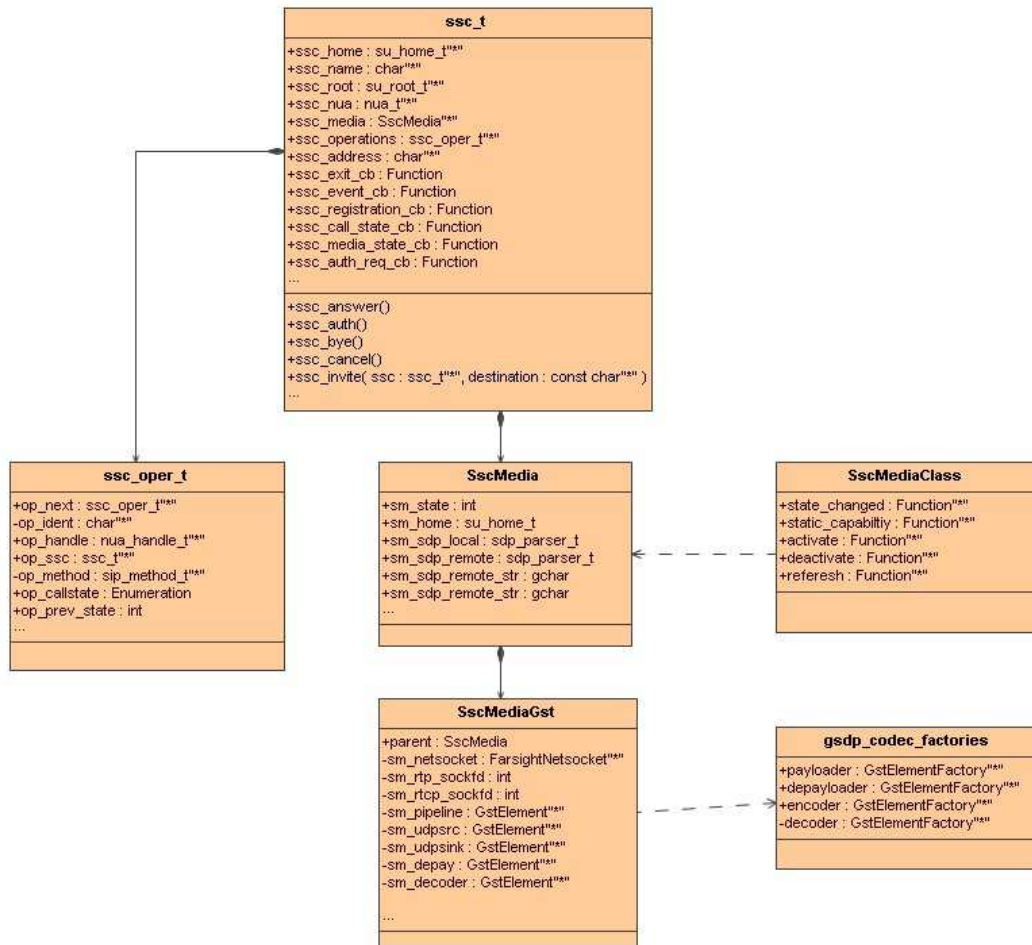 ssc_t
+ssc_home : su_home_t"*"
+ssc_name : char"*"
+ssc_root : su_root_t"*"
+ssc_nua : nua_t"*"
+ssc_media : SscMedia"*"
+ssc_operations : ssc_oper_t"*"
+ssc_address : char"*"
+ssc_exit_cb : Function
+ssc_event_cb : Function
+ssc_registration_cb : Function
+ssc_call_state_cb : Function
+ssc_media_state_cb : Function
+ssc_auth_req_cb : Function
...
+ssc_answer()
+ssc_auth()
+ssc_bye()
+ssc_cancel()
+ssc_invite( ssc : ssc_t"*", destination : const char"*" )
...
ssc_oper_t
+op_next : ssc_oper_t"*"
-op_ident : char"*"
+op_handle : nua_handle_t"*"
+op_ssc : ssc_t"*"
-op_method : sip_method_t"*"
+op_callstate : Enumeration
+op_prev_state : int
...
SscMedia
+sm_state : int
+sm_home : su_home_t
+sm_sdp_local : sdp_parser_t
+sm_sdp_remote : sdp_parser_t
+sm_sdp_remote_str : gchar
+sm_sdp_remote_str : gchar
...
SscMediaClass
+state_changed : Function"*"
+static_capabiltiy : Function"*"
+activate : Function"*"
+deactivate : Function"*"
+referesh : Function"*"
SscMediaGst
+parent : SscMedia
-sm_netsocket : FarsightNetsocket"*"
-sm_rtp_sockfd : int
-sm_rtcp_sockfd : int
-sm_pipeline : GstElement"*"
-sm_udpsrc : GstElement"*"
-sm_udpsink : GstElement"*"
-sm_depay : GstElement"*"
-sm_decoder : GstElement"*"
...
gsdp_codec_factories
+payloader : GstElementFactory"*"
+depayloader : GstElementFactory"*"
+encoder : GstElementFactory"*"
-decoder : GstElementFactory"*"